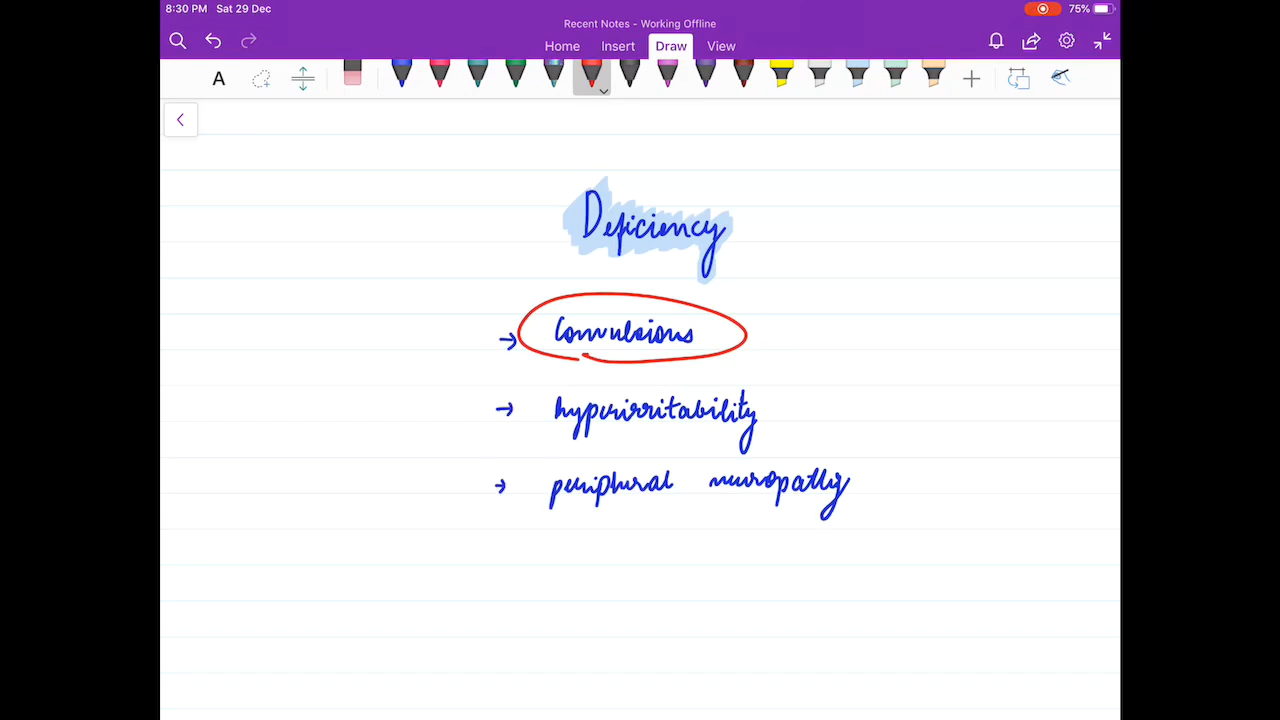 8:30 PM Sat 29 Dec
75%
Recent Notes - Working Offline
Home Insert Draw View
A
Deficiency
→ Convulsions
→ hyperirritability
→ peripheral neuropathy